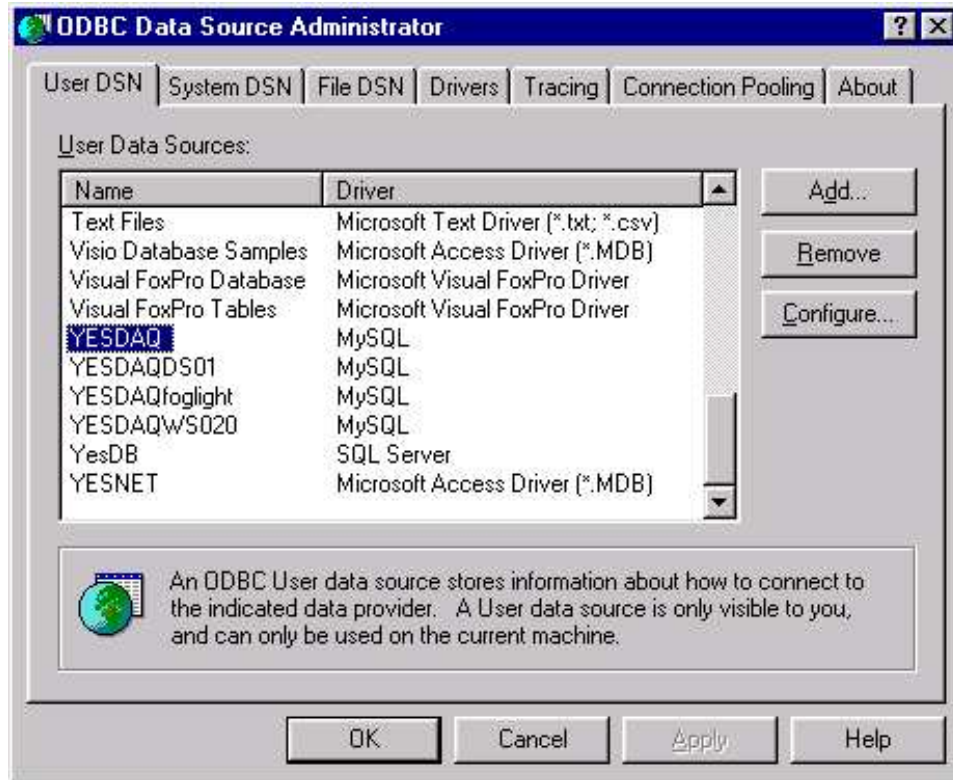 ODBC Data Source Administrator
User DSN System DSN File DSN Drivers Tracing Connection Pooling About
User Data Sources:
Name Driver
Text Files Microsoft Text Driver (*.txt; *.csv)
Visio Database Samples Microsoft Access Driver (*.MDB)
Visual FoxPro Database Microsoft Visual FoxPro Driver
Visual FoxPro Tables Microsoft Visual FoxPro Driver
YESDAQ MySQL
YESDAQDS01 MySQL
YESDAQfoglight MySQL
YESDAQWS020 MySQL
YesDB SQL Server
YESNET Microsoft Access Driver (*.MDB)
Add...
Remove
Configure...
An ODBC User data source stores information about how to connect to
the indicated data provider. A User data source is only visible to you,
and can only be used on the current machine.
OK Cancel Apply Help